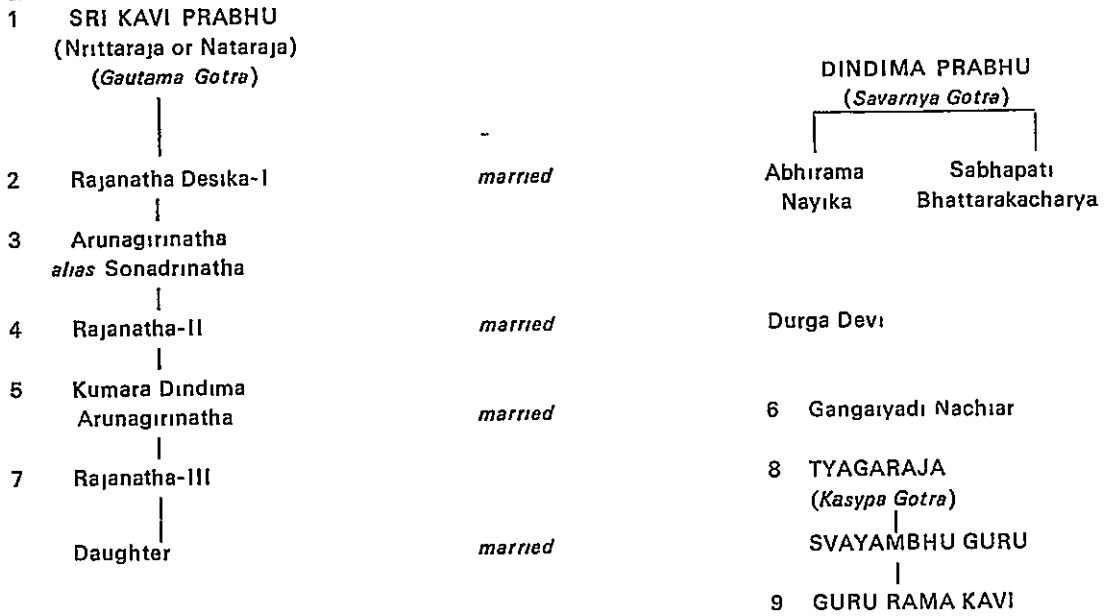 1 SRI KAVI PRABHU
(Nrittaraja or Nataraja)
(Gautama Gotra)
DINDIMA PRABHU
(Savarnya Gotra)
2 Rajanatha Desika-I married Abhirama Sabhapati
Nayika Bhattarakacharya
3 Arunagirinatha
alias Sonadrinatha
4 Rajanatha-II married Durga Devi
5 Kumara Dindima
Arunagirinatha married 6 Gangaiyadi Nachiar
7 Rajanatha-III 8 TYAGARAJA
(Kasypa Gotra)
Daughter married SVAYAMBHU GURU
9 GURU RAMA KAVI